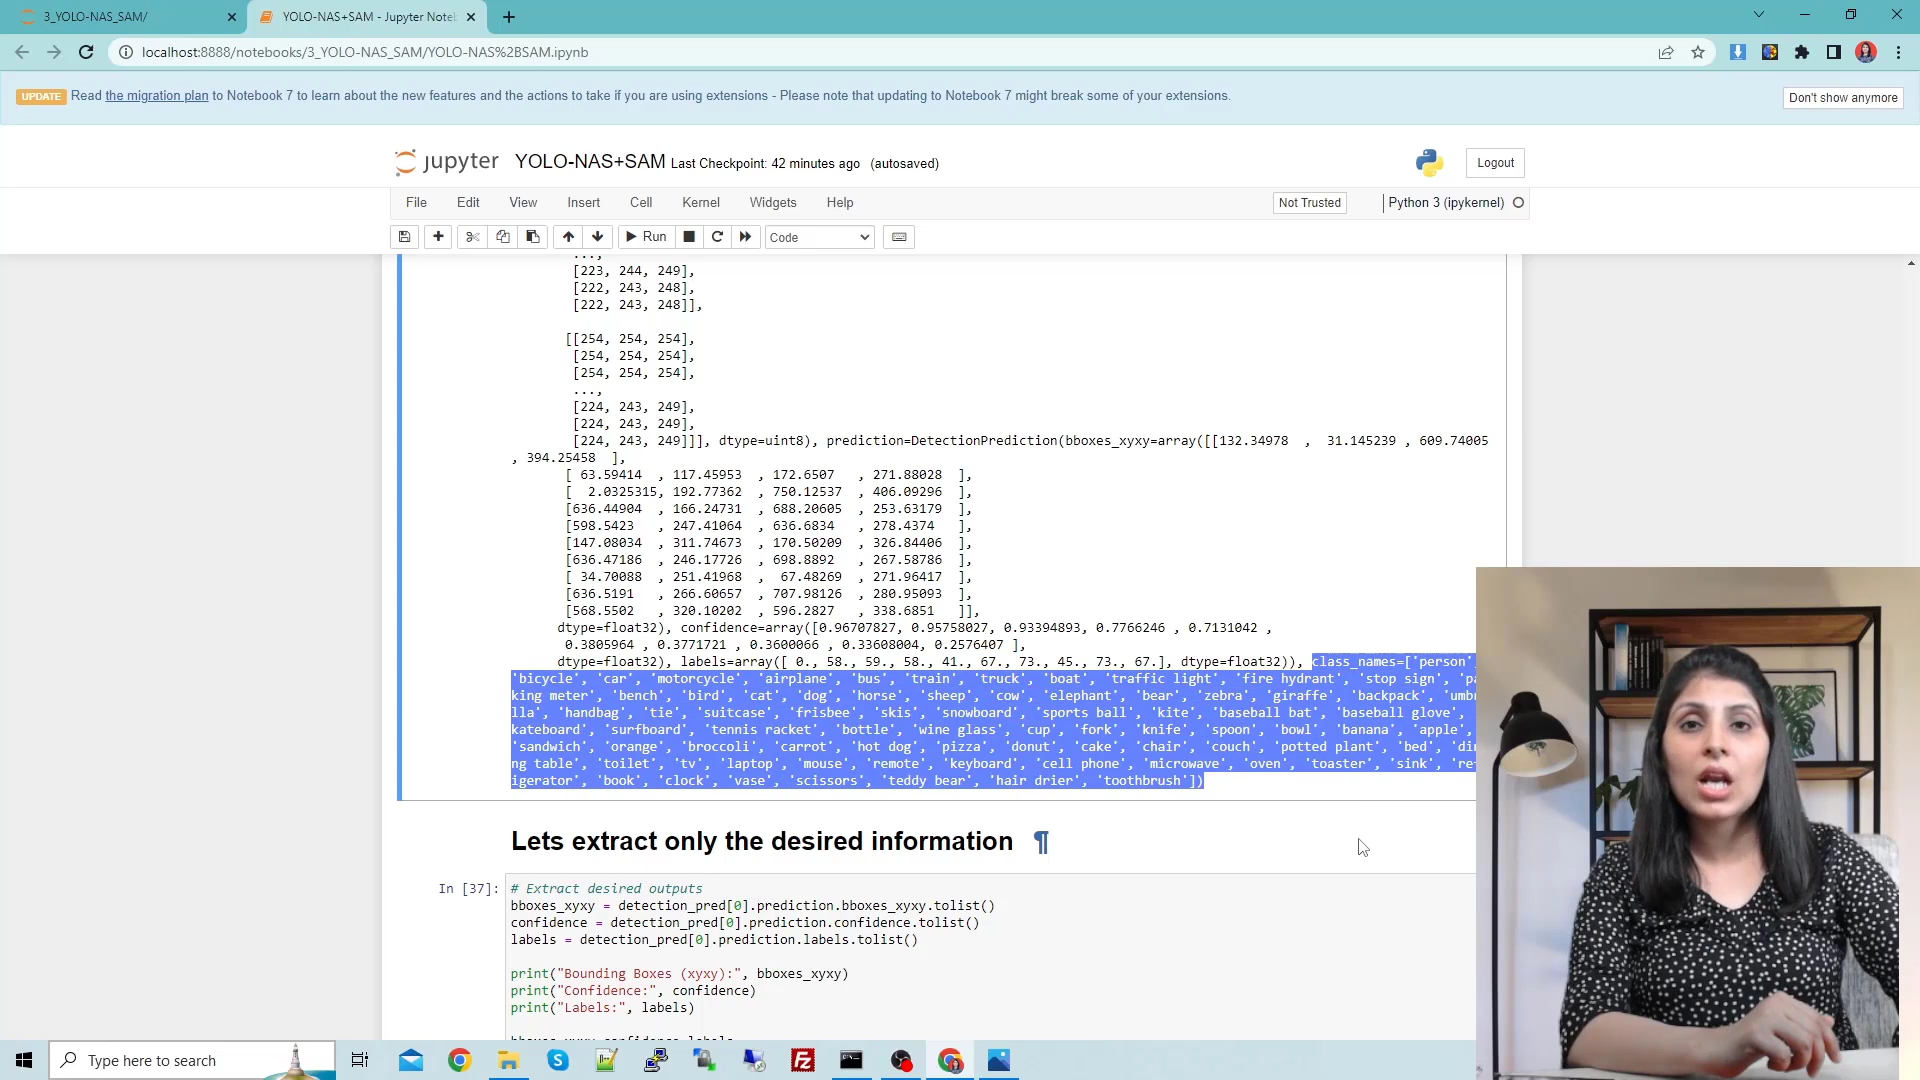 3_YOLO-NAS_SAM/
YOLO-NAS+SAM - Jupyter Noteb
localhost:8888/notebooks/3_YOLO-NAS_SAM/YOLO-NAS%2BSAM.ipynb
UPDATE Read the migration plan to Notebook 7 to learn about the new features and the actions to take if you are using extensions - Please note that updating to Notebook 7 might break some of your extensions.
Don't show anymore
jupyter YOLO-NAS+SAM Last Checkpoint: 42 minutes ago (autosaved)
Logout
File Edit View Insert Cell Kernel Widgets Help
Not Trusted
Python 3 (ipykernel)
Run
Code
...,
[223, 244, 249],
[222, 243, 248],
[222, 243, 248]],
[[254, 254, 254],
[254, 254, 254],
[254, 254, 254],
...,
[224, 243, 249],
[224, 243, 249],
[224, 243, 249]]], dtype=uint8), prediction=DetectionPrediction(bboxes_xyxy=array([[132.34978 , 31.145239 , 609.74005
, 394.25458 ],
[ 63.59414 , 117.45953 , 172.6507 , 271.88028 ],
[ 2.0325315, 192.77362 , 750.12537 , 406.09296 ],
[636.44904 , 166.24731 , 688.20605 , 253.63179 ],
[598.5423 , 247.41064 , 636.6834 , 278.4374 ],
[147.08034 , 311.74673 , 170.50209 , 326.84406 ],
[636.47186 , 246.17726 , 698.8892 , 267.58786 ],
[ 34.70088 , 251.41968 , 67.48269 , 271.96417 ],
[636.5191 , 266.60657 , 707.98126 , 280.95093 ],
[568.5502 , 320.10202 , 596.2827 , 338.6851 ]],
dtype=float32), confidence=array([0.96707827, 0.95758027, 0.93394893, 0.7766246 , 0.7131042 ,
0.3805964 , 0.3771721 , 0.3600066 , 0.33608004, 0.2576407 ],
dtype=float32), labels=array([ 0., 58., 59., 58., 41., 67., 73., 45., 73., 67.], dtype=float32)), class_names=['person',
'bicycle', 'car', 'motorcycle', 'airplane', 'bus', 'train', 'truck', 'boat', 'traffic light', 'fire hydrant', 'stop sign', 'pa
king meter', 'bench', 'bird', 'cat', 'dog', 'horse', 'sheep', 'cow', 'elephant', 'bear', 'zebra', 'giraffe', 'backpack', 'umb
lla', 'handbag', 'tie', 'suitcase', 'frisbee', 'skis', 'snowboard', 'sports ball', 'kite', 'baseball bat', 'baseball glove',
kateboard', 'surfboard', 'tennis racket', 'bottle', 'wine glass', 'cup', 'fork', 'knife', 'spoon', 'bowl', 'banana', 'apple',
'sandwich', 'orange', 'broccoli', 'carrot', 'hot dog', 'pizza', 'donut', 'cake', 'chair', 'couch', 'potted plant', 'bed', 'di
ng table', 'toilet', 'tv', 'laptop', 'mouse', 'remote', 'keyboard', 'cell phone', 'microwave', 'oven', 'toaster', 'sink', 're
igerator', 'book', 'clock', 'vase', 'scissors', 'teddy bear', 'hair drier', 'toothbrush'])
Lets extract only the desired information ¶
In [37]: # Extract desired outputs
bboxes_xyxy = detection_pred[0].prediction.bboxes_xyxy.tolist()
confidence = detection_pred[0].prediction.confidence.tolist()
labels = detection_pred[0].prediction.labels.tolist()
print("Bounding Boxes (xyxy):", bboxes_xyxy)
print("Confidence:", confidence)
print("Labels:", labels)
Type here to search